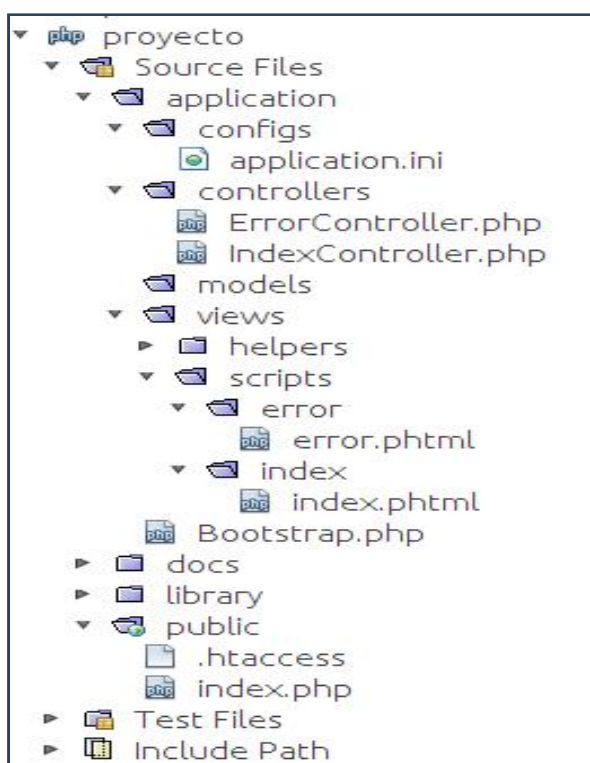 proyecto
Source Files
application
configs
application.ini
controllers
ErrorController.php
IndexController.php
models
views
helpers
scripts
error
error.phtml
index
index.phtml
Bootstrap.php
docs
library
public
.htaccess
index.php
Test Files
Include Path